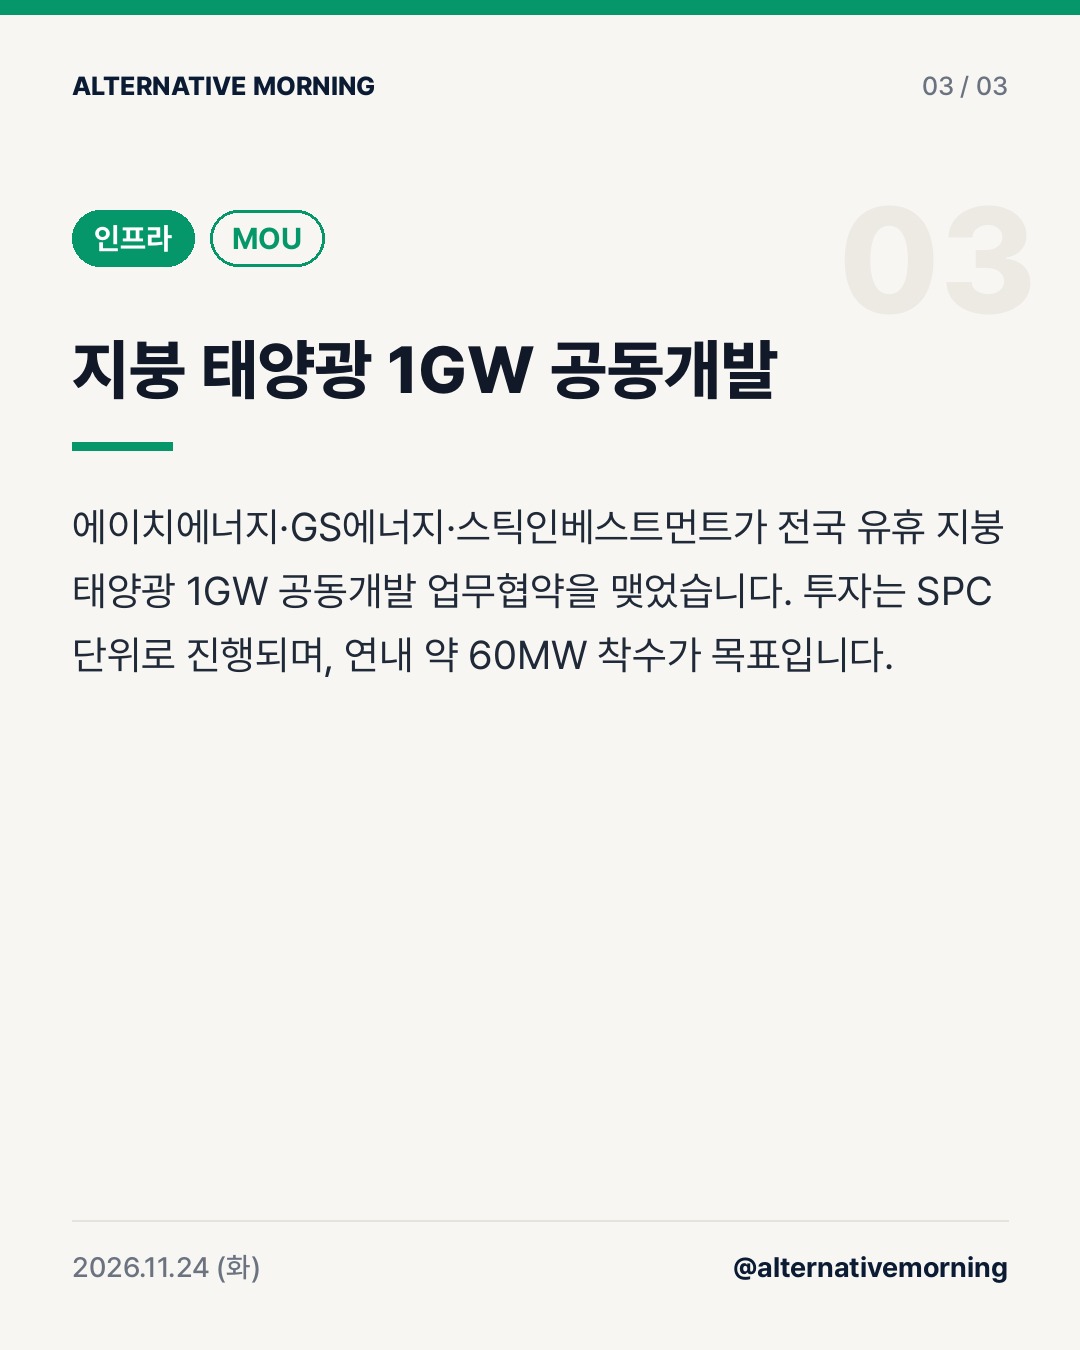 ALTERNATIVE MORNING
03 / 03
인프라
MOU
03
지붕 태양광 1GW 공동개발
에이치에너지·GS에너지·스틱인베스트먼트가 전국 유휴 지붕
태양광 1GW 공동개발 업무협약을 맺었습니다. 투자는 SPC
단위로 진행되며, 연내 약 60MW 착수가 목표입니다.
2026.11.24 (화)
@alternativemorning